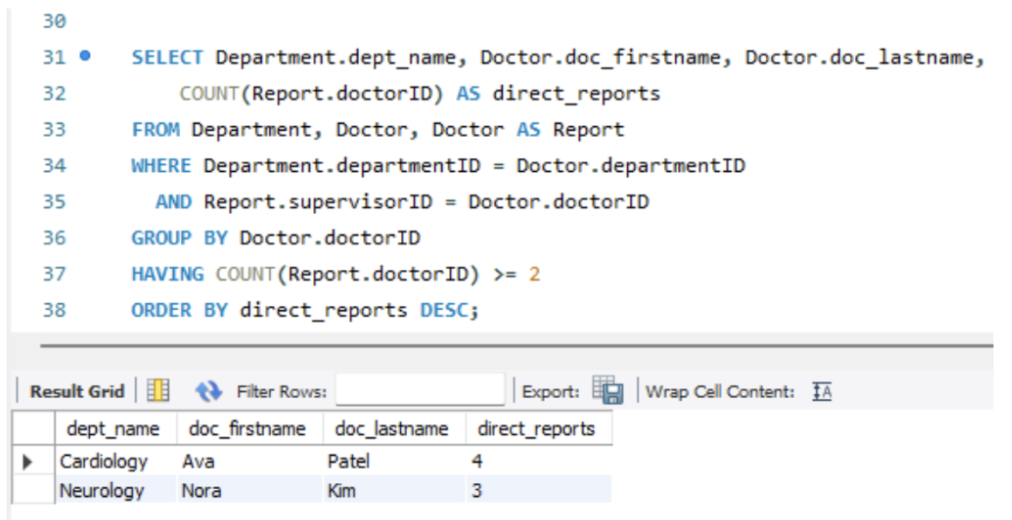 30
31 SELECT Department.dept_name, Doctor.doc_firstname, Doctor.doc_lastname,
32 COUNT(Report.doctorID) AS direct_reports
33 FROM Department, Doctor, Doctor AS Report
34 WHERE Department.departmentID = Doctor.departmentID
35 AND Report.supervisorID = Doctor.doctorID
36 GROUP BY Doctor.doctorID
37 HAVING COUNT(Report.doctorID) >= 2
38 ORDER BY direct_reports DESC;
Result Grid Filter Rows: Export: Wrap Cell Content: IA
dept_name doc_firstname doc_lastname direct_reports
Cardiology Ava Patel 4
Neurology Nora Kim 3